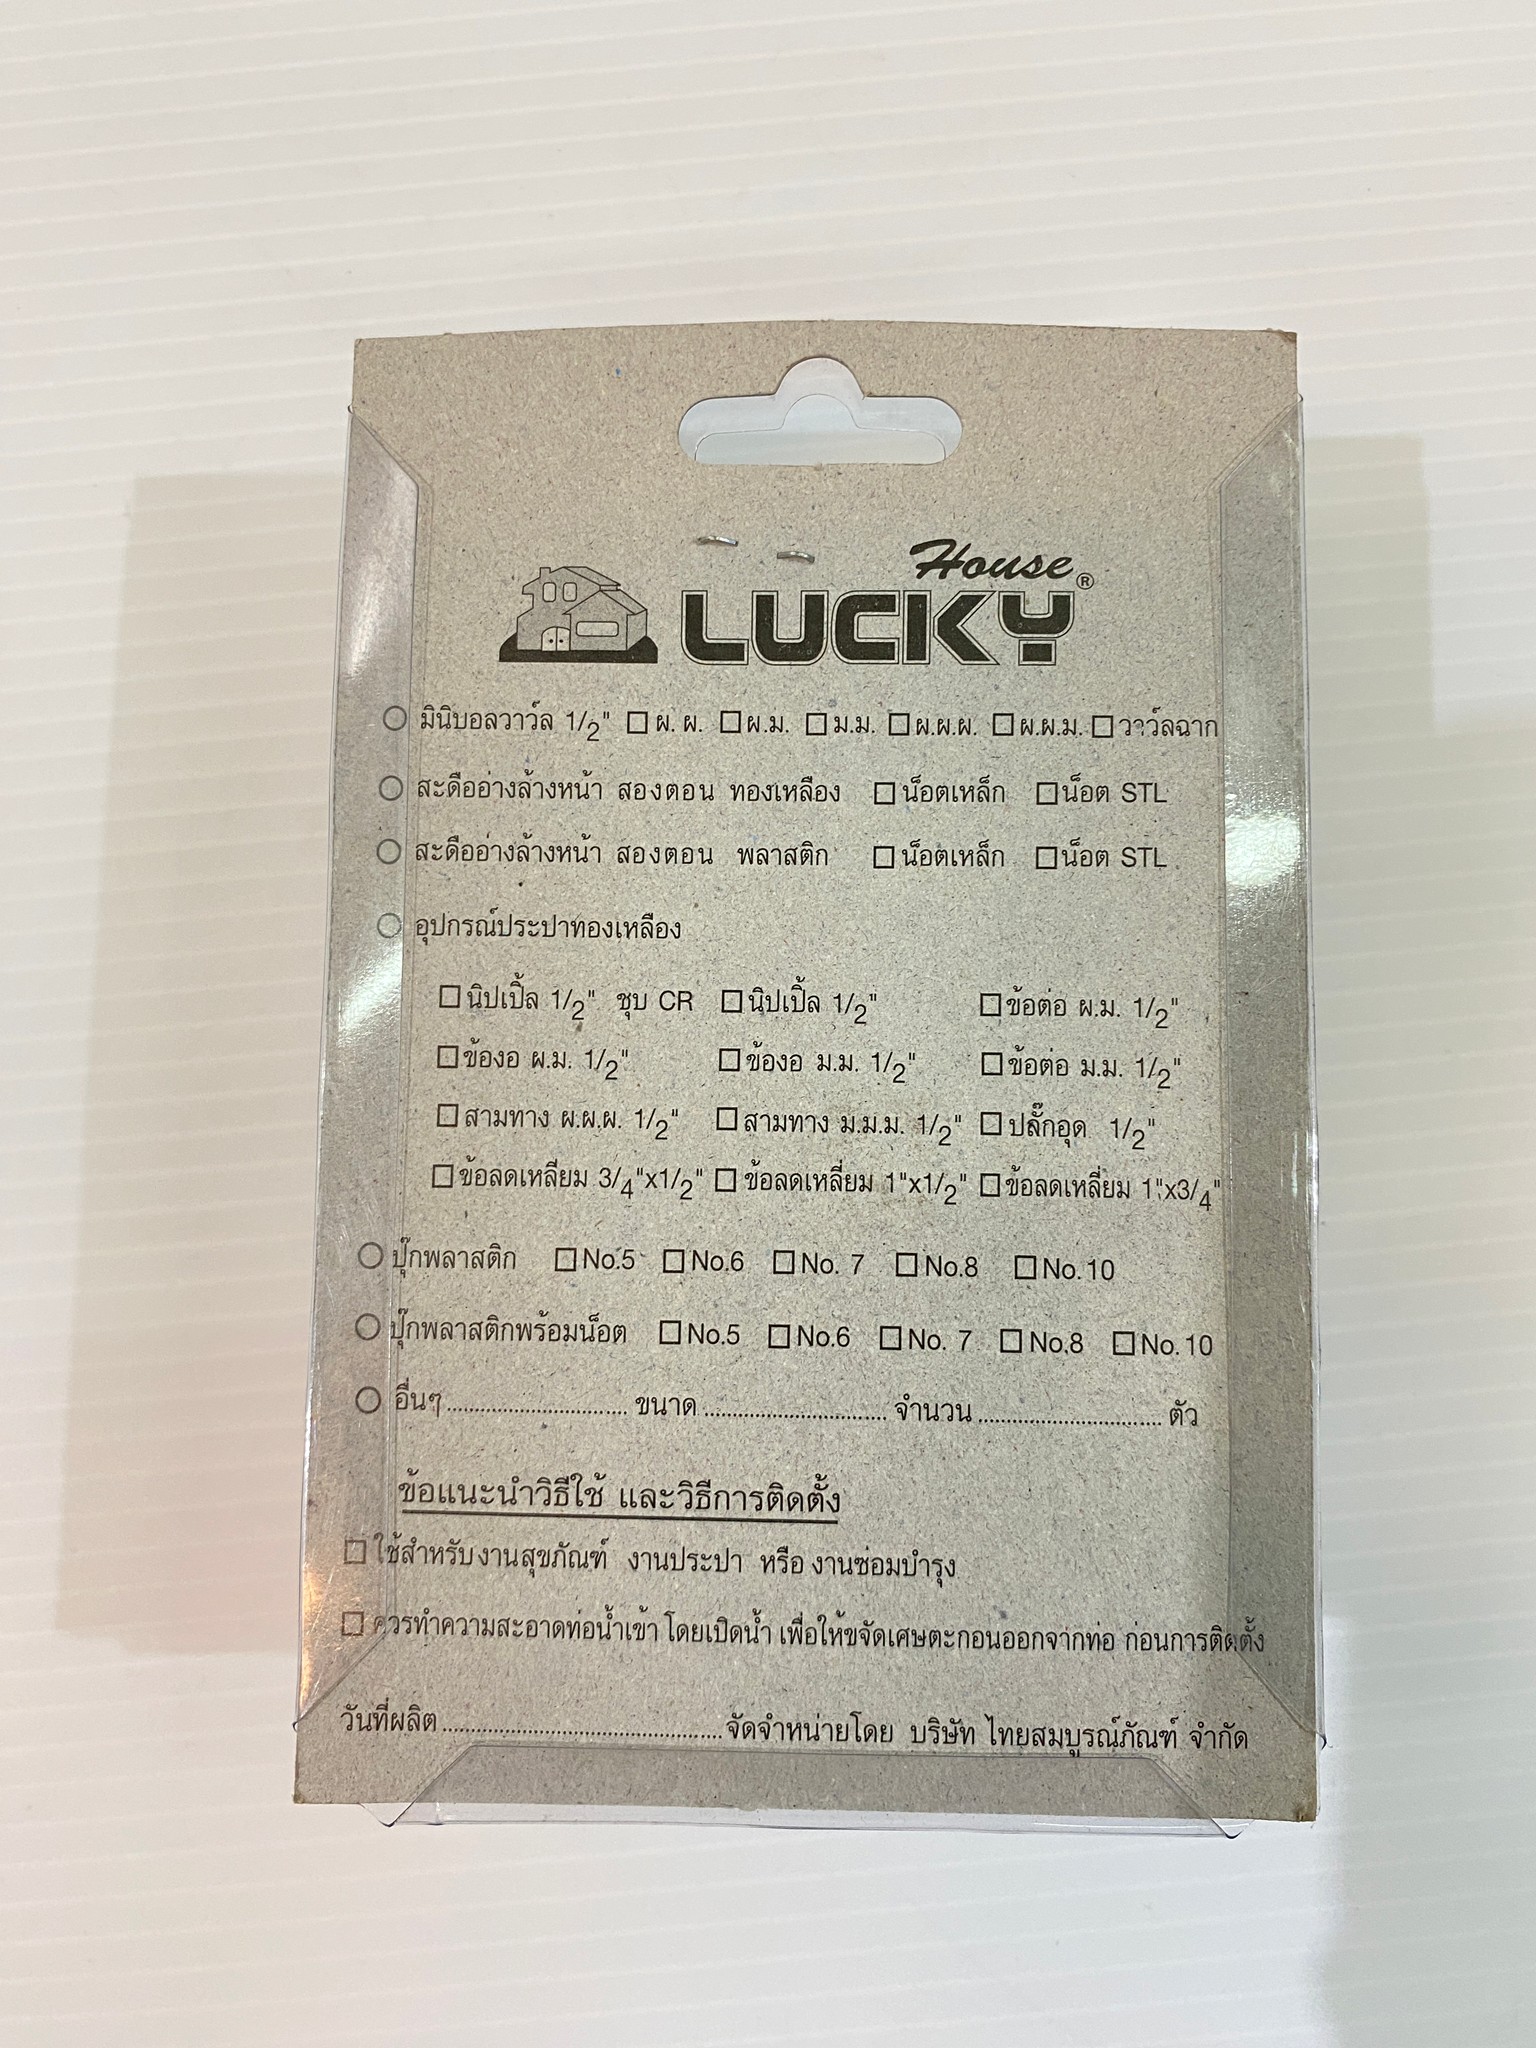 House
LUCKY®
○ มินิบอลวาวล์ 1/2" □ ผ. ผ. □ ผ.ม. □ ม.ม. □ ผ.ผ.ผ. □ ผ.ผ.ม. □ วาวล์ฉาก
○ สะดืออ่างล้างหน้า สองตอน ทองเหลือง □ น็อตเหล็ก □ น็อต STL
○ สะดืออ่างล้างหน้า สองตอน พลาสติก □ น็อตเหล็ก □ น็อต STL
○ อุปกรณ์ประปาทองเหลือง
□ นิปเปิ้ล 1/2" ชุบ CR □ นิปเปิ้ล 1/2" □ ข้อต่อ ผ.ม. 1/2"
□ ข้องอ ผ.ม. 1/2" □ ข้องอ ม.ม. 1/2" □ ข้อต่อ ม.ม. 1/2"
□ สามทาง ผ.ผ.ผ. 1/2" □ สามทาง ม.ม.ม. 1/2" □ ปลั๊กอุด 1/2"
□ ข้อลดเหลี่ยม 3/4"x1/2" □ ข้อลดเหลี่ยม 1"x1/2" □ ข้อลดเหลี่ยม 1"x3/4"
○ ปุ๊กพลาสติก □ No.5 □ No.6 □ No. 7 □ No.8 □ No.10
○ ปุ๊กพลาสติกพร้อมน็อต □ No.5 □ No.6 □ No. 7 □ No.8 □ No.10
○ อื่นๆ.............................. ขนาด .............................. จำนวน .............................. ตัว
ข้อแนะนำวิธีใช้ และวิธีการติดตั้ง
□ ใช้สำหรับงานสุขภัณฑ์ งานประปา หรือ งานซ่อมบำรุง
□ ควรทำความสะอาดท่อน้ำเข้า โดยเปิดน้ำ เพื่อให้ขจัดเศษตะกอนออกจากท่อ ก่อนการติดตั้ง
วันที่ผลิต..............................................จัดจำหน่ายโดย บริษัท ไทยสมบูรณ์ภัณฑ์ จำกัด